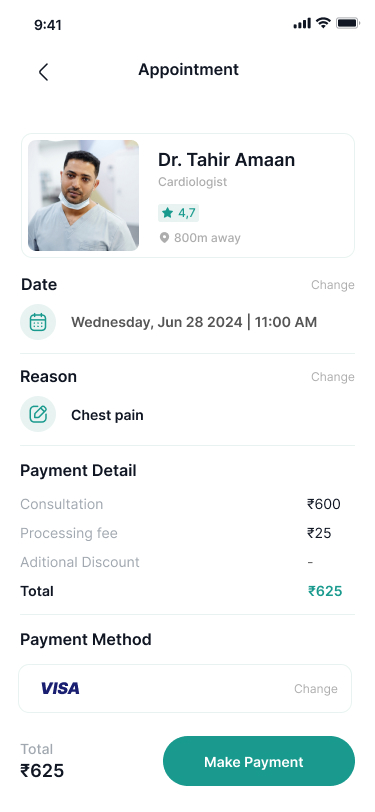 9:41
Appointment
Dr. Tahir Amaan
Cardiologist
4,7
800m away
Date
Change
Wednesday, Jun 28 2024 | 11:00 AM
Reason
Change
Chest pain
Payment Detail
Consultation ₹600
Processing fee ₹25
Aditional Discount -
Total ₹625
Payment Method
VISA Change
Total
₹625
Make Payment